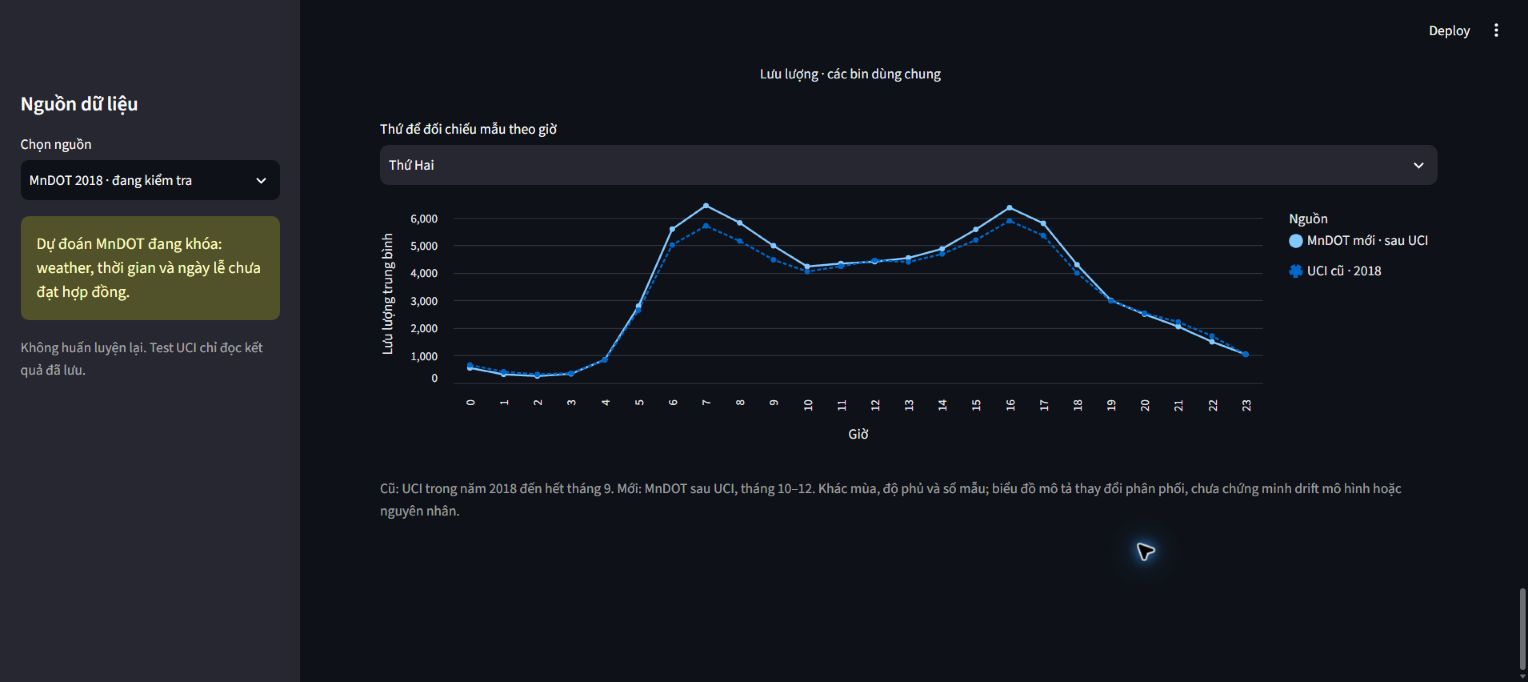 Deploy
Lưu lượng · các bin dùng chung
Nguồn dữ liệu
Chọn nguồn
MnDOT 2018 · đang kiểm tra
Dự đoán MnDOT đang khóa:
weather, thời gian và ngày lễ chưa
đạt hợp đồng.
Không huấn luyện lại. Test UCI chỉ đọc kết
quả đã lưu.
Thứ để đối chiếu mẫu theo giờ
Thứ Hai
Lưu lượng trung bình
6,000
5,000
4,000
3,000
2,000
1,000
0
0 1 2 3 4 5 6 7 8 9 10 11 12 13 14 15 16 17 18 19 20 21 22 23
Giờ
Nguồn
MnDOT mới · sau UCI
UCI cũ · 2018
Cũ: UCI trong năm 2018 đến hết tháng 9. Mới: MnDOT sau UCI, tháng 10–12. Khác mùa, độ phủ và số mẫu; biểu đồ mô tả thay đổi phân phối, chưa chứng minh drift mô hình hoặc
nguyên nhân.